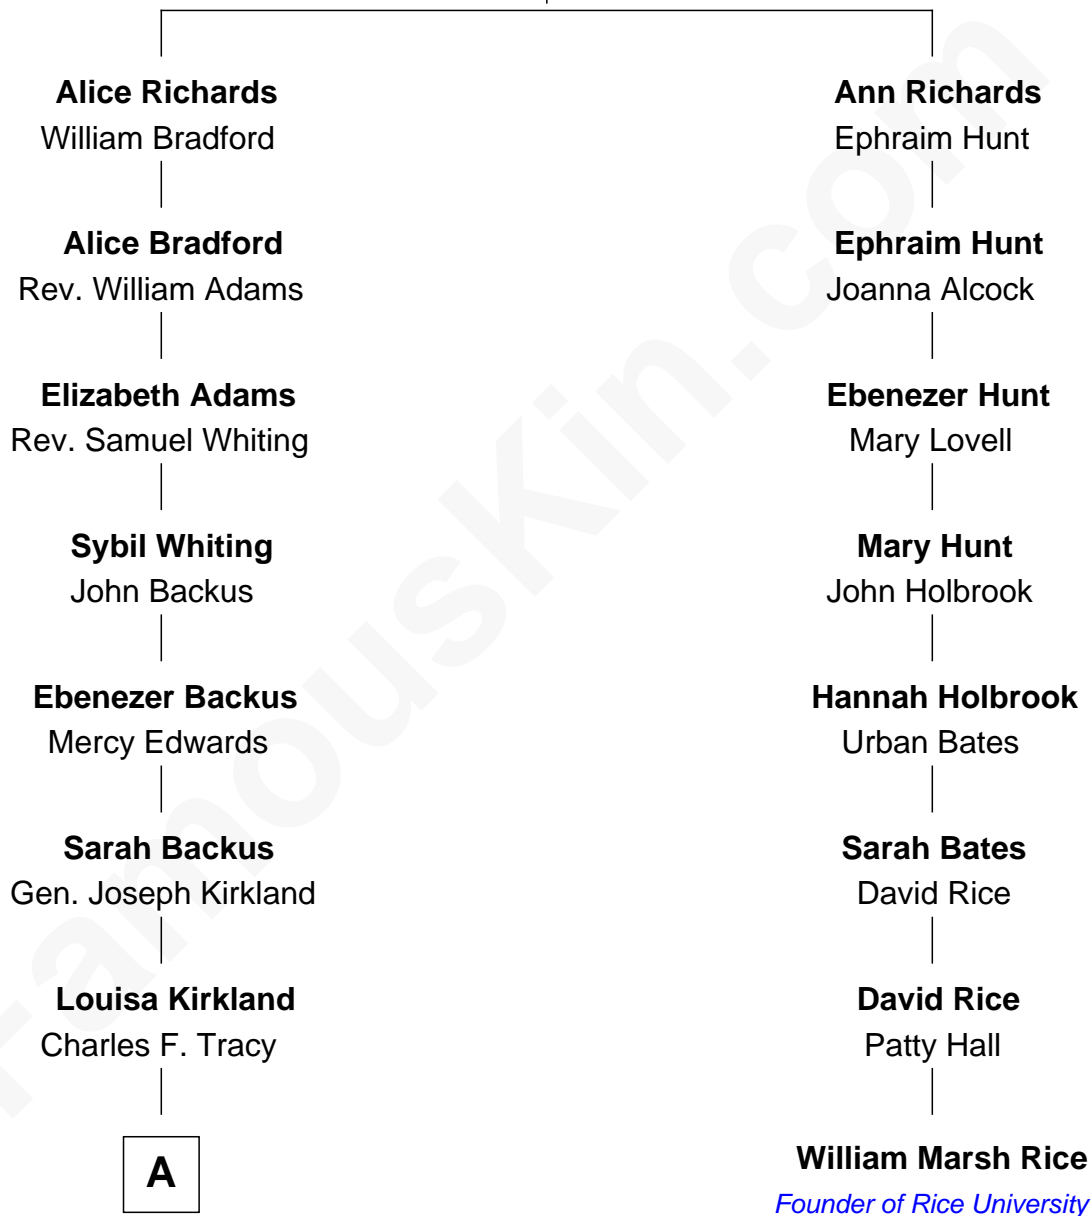 Alice Richards
William Bradford
Alice Bradford
Rev. William Adams
Elizabeth Adams
Rev. Samuel Whiting
Sybil Whiting
John Backus
Ebenezer Backus
Mercy Edwards
Sarah Backus
Gen. Joseph Kirkland
Louisa Kirkland
Charles F. Tracy
A
Ann Richards
Ephraim Hunt
Ephraim Hunt
Joanna Alcock
Ebenezer Hunt
Mary Lovell
Mary Hunt
John Holbrook
Hannah Holbrook
Urban Bates
Sarah Bates
David Rice
David Rice
Patty Hall
William Marsh Rice
Founder of Rice University
FamousKin.com